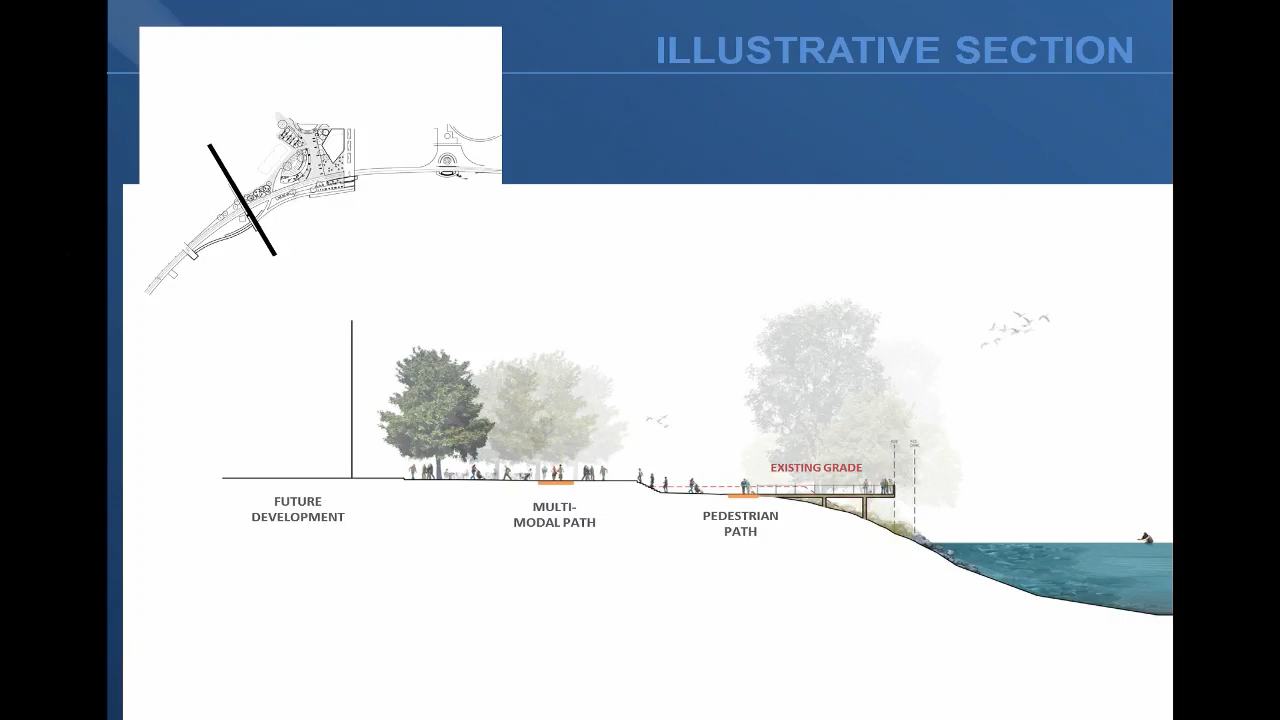 ILLUSTRATIVE SECTION
EXISTING GRADE
FUTURE
DEVELOPMENT
MULTI-
MODAL PATH
PEDESTRIAN
PATH